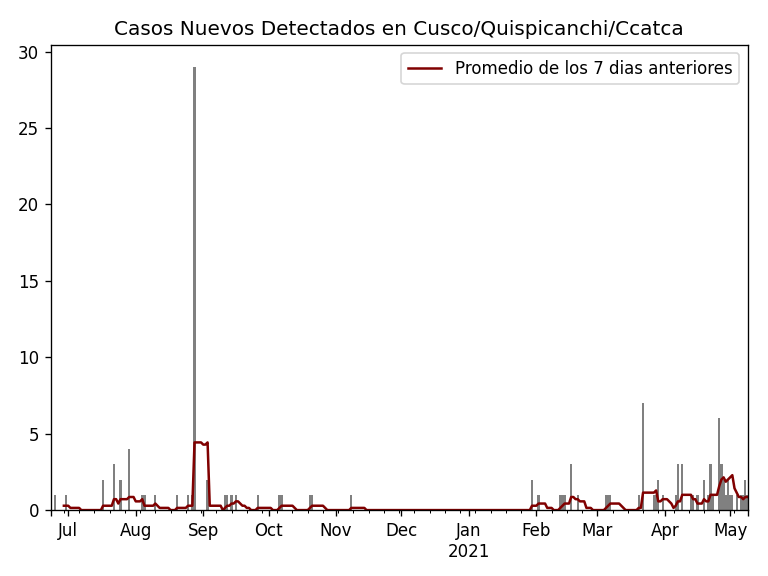 Casos Nuevos Detectados en Cusco/Quispicanchi/Ccatca
Promedio de los 7 dias anteriores
30
25
20
15
10
5
0
Jul Aug Sep Oct Nov Dec Jan Feb Mar Apr May
2021